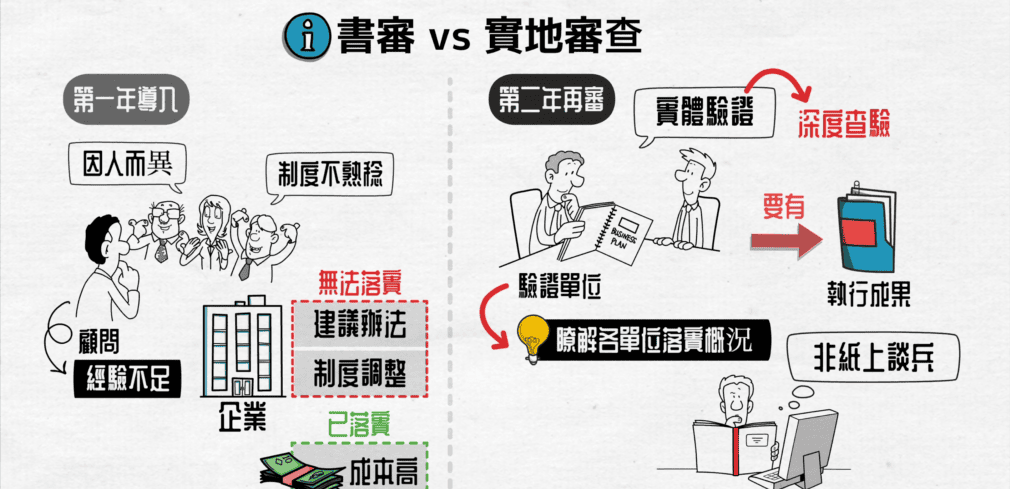 i 書審 vs 實地審查
第一年導入
因人而異
制度不熟稔
顧問
經驗不足
企業
無法落實
建議辦法
制度調整
已落實
成本高
第二年再審
實體驗證
深度查驗
BUSINESS
PLAN
要有
執行成果
驗證單位
瞭解各單位落實概況
非紙上談兵